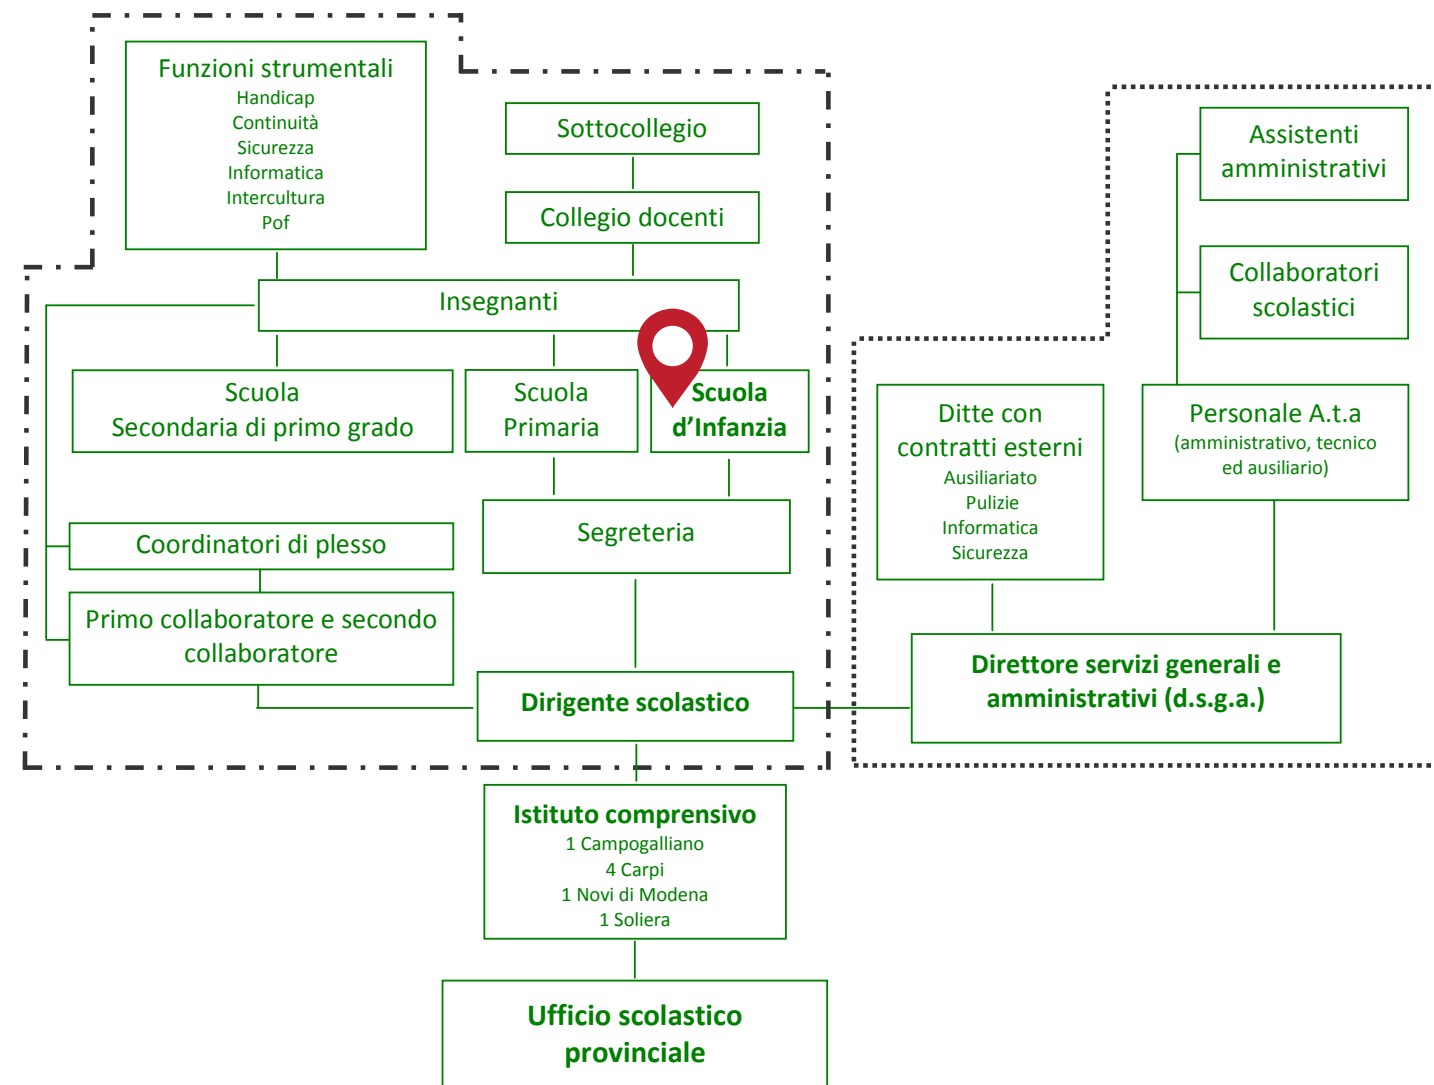 Funzioni strumentali
Handicap
Continuità
Sicurezza
Informatica
Intercultura
Pof
Sottocollegio
Collegio docenti
Insegnanti
Scuola
Secondaria di primo grado
Scuola
Primaria
Scuola
d’Infanzia
Segreteria
Coordinatori di plesso
Primo collaboratore e secondo
collaboratore
Dirigente scolastico
Assistenti
amministrativi
Collaboratori
scolastici
Ditte con
contratti esterni
Ausiliariato
Pulizie
Informatica
Sicurezza
Personale A.t.a
(amministrativo, tecnico
ed ausiliario)
Direttore servizi generali e
amministrativi (d.s.g.a.)
Istituto comprensivo
1 Campogalliano
4 Carpi
1 Novi di Modena
1 Soliera
Ufficio scolastico
provinciale